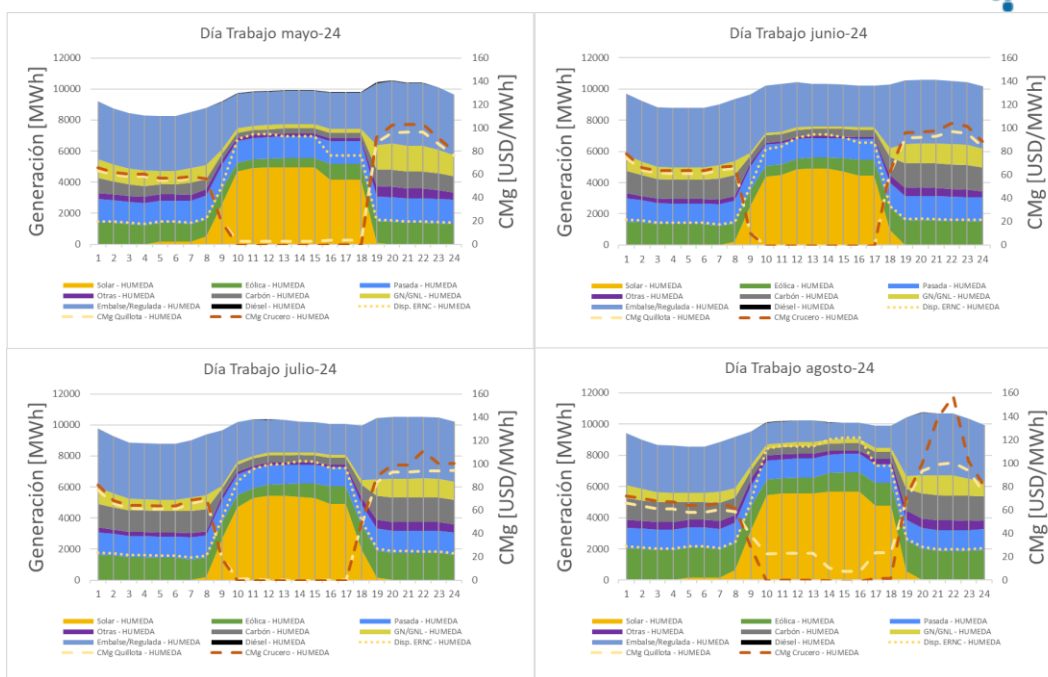 Día Trabajo mayo-24
Generación [MWh]
12000
10000
8000
6000
4000
2000
0
160
140
120
100
80
60
40
20
0
CMg [USD/MWh]
1 2 3 4 5 6 7 8 9 10 11 12 13 14 15 16 17 18 19 20 21 22 23 24
Solar - HUMEDA Eólica - HUMEDA Pasada - HUMEDA
Otras - HUMEDA Carbón - HUMEDA GN/GNL - HUMEDA
Embalse/Regulada - HUMEDA Diésel - HUMEDA Disp. ERNC - HUMEDA
CMg Quillota - HUMEDA CMg Crucero - HUMEDA
Día Trabajo junio-24
Generación [MWh]
12000
10000
8000
6000
4000
2000
0
160
140
120
100
80
60
40
20
0
CMg [USD/MWh]
1 2 3 4 5 6 7 8 9 10 11 12 13 14 15 16 17 18 19 20 21 22 23 24
Solar - HUMEDA Eólica - HUMEDA Pasada - HUMEDA
Otras - HUMEDA Carbón - HUMEDA GN/GNL - HUMEDA
Embalse/Regulada - HUMEDA Diésel - HUMEDA Disp. ERNC - HUMEDA
CMg Quillota - HUMEDA CMg Crucero - HUMEDA
Día Trabajo julio-24
Generación [MWh]
12000
10000
8000
6000
4000
2000
0
160
140
120
100
80
60
40
20
0
CMg [USD/MWh]
1 2 3 4 5 6 7 8 9 10 11 12 13 14 15 16 17 18 19 20 21 22 23 24
Solar - HUMEDA Eólica - HUMEDA Pasada - HUMEDA
Otras - HUMEDA Carbón - HUMEDA GN/GNL - HUMEDA
Embalse/Regulada - HUMEDA Diésel - HUMEDA Disp. ERNC - HUMEDA
CMg Quillota - HUMEDA CMg Crucero - HUMEDA
Día Trabajo agosto-24
Generación [MWh]
12000
10000
8000
6000
4000
2000
0
160
140
120
100
80
60
40
20
0
CMg [USD/MWh]
1 2 3 4 5 6 7 8 9 10 11 12 13 14 15 16 17 18 19 20 21 22 23 24
Solar - HUMEDA Eólica - HUMEDA Pasada - HUMEDA
Otras - HUMEDA Carbón - HUMEDA GN/GNL - HUMEDA
Embalse/Regulada - HUMEDA Diésel - HUMEDA Disp. ERNC - HUMEDA
CMg Quillota - HUMEDA CMg Crucero - HUMEDA